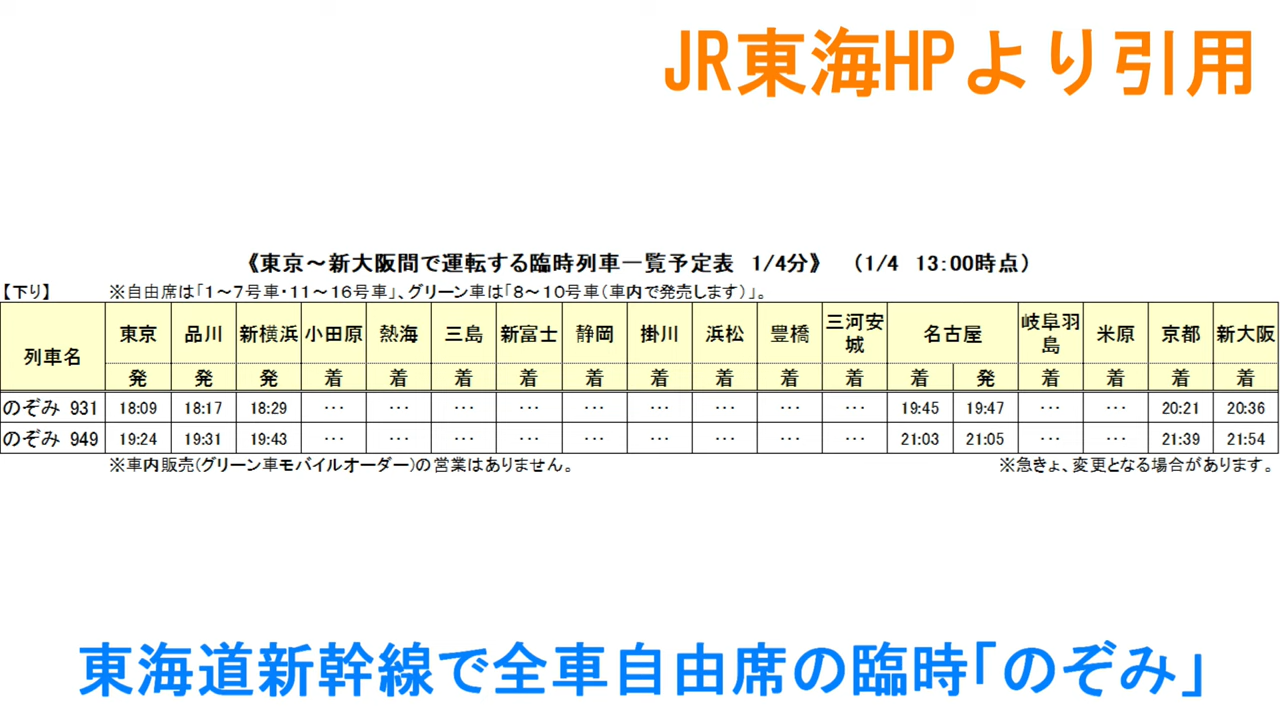 JR東海HPより引用
《東京～新大阪間で運転する臨時列車一覧予定表　1/4分》　（1/4　13:00時点）
【下り】　※自由席は「1～7号車・11～16号車」、グリーン車は「8～10号車（車内で発売します）」。
列車名 東京 品川 新横浜 小田原 熱海 三島 新富士 静岡 掛川 浜松 豊橋 三河安城 名古屋 岐阜羽島 米原 京都 新大阪
発 発 発 着 着 着 着 着 着 着 着 着 着 発 着 着 着 着
のぞみ 931 18:09 18:17 18:29 ･･･ ･･･ ･･･ ･･･ ･･･ ･･･ ･･･ ･･･ ･･･ 19:45 19:47 ･･･ ･･･ 20:21 20:36
のぞみ 949 19:24 19:31 19:43 ･･･ ･･･ ･･･ ･･･ ･･･ ･･･ ･･･ ･･･ ･･･ 21:03 21:05 ･･･ ･･･ 21:39 21:54
※車内販売(グリーン車モバイルオーダー)の営業はありません。　※急きょ、変更となる場合があります。
東海道新幹線で全車自由席の臨時「のぞみ」